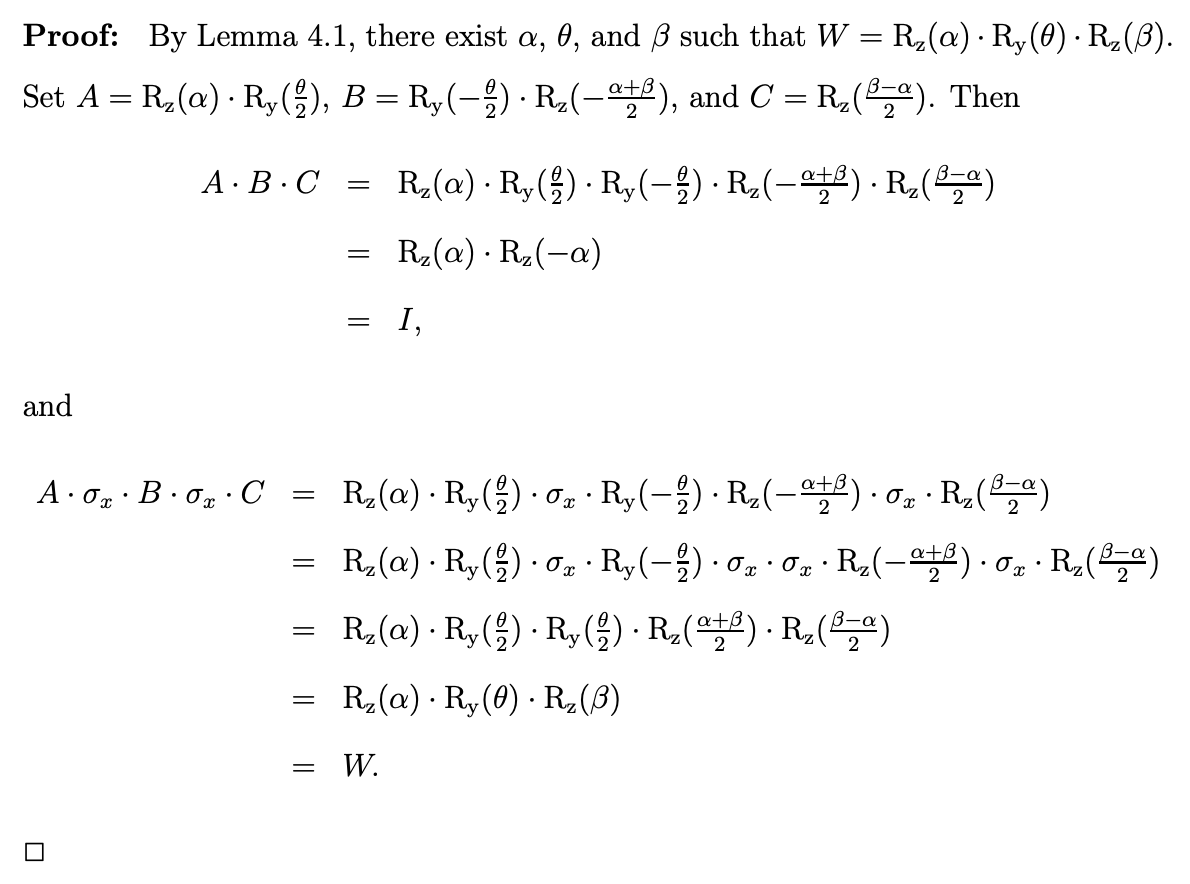 Proof: By Lemma 4.1, there exist α, θ, and β such that W = R_z(α) · R_y(θ) · R_z(β).
Set A = R_z(α) · R_y(θ/2), B = R_y(−θ/2) · R_z(−(α+β)/2), and C = R_z((β−α)/2). Then
A · B · C = R_z(α) · R_y(θ/2) · R_y(−θ/2) · R_z(−(α+β)/2) · R_z((β−α)/2)
= R_z(α) · R_z(−α)
= I,
and
A · σ_x · B · σ_x · C = R_z(α) · R_y(θ/2) · σ_x · R_y(−θ/2) · R_z(−(α+β)/2) · σ_x · R_z((β−α)/2)
= R_z(α) · R_y(θ/2) · σ_x · R_y(−θ/2) · σ_x · σ_x · R_z(−(α+β)/2) · σ_x · R_z((β−α)/2)
= R_z(α) · R_y(θ/2) · R_y(θ/2) · R_z((α+β)/2) · R_z((β−α)/2)
= R_z(α) · R_y(θ) · R_z(β)
= W.
□